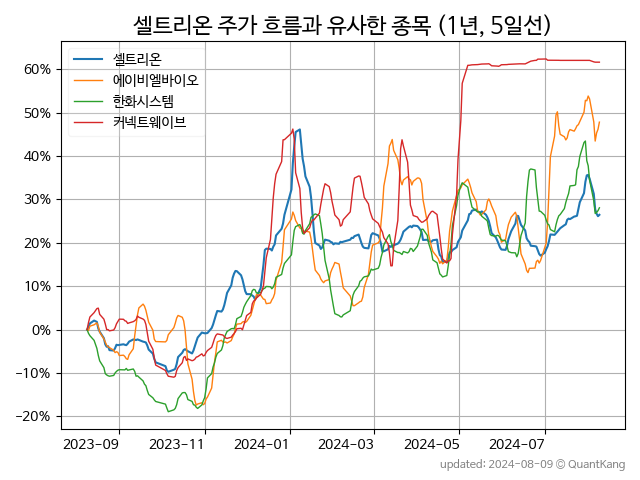 셀트리온 주가 흐름과 유사한 종목 (1년, 5일선)
셀트리온
에이비엘바이오
한화시스템
커넥트웨이브
60%
50%
40%
30%
20%
10%
0%
−10%
−20%
2023-09
2023-11
2024-01
2024-03
2024-05
2024-07
updated: 2024-08-09 © QuantKang